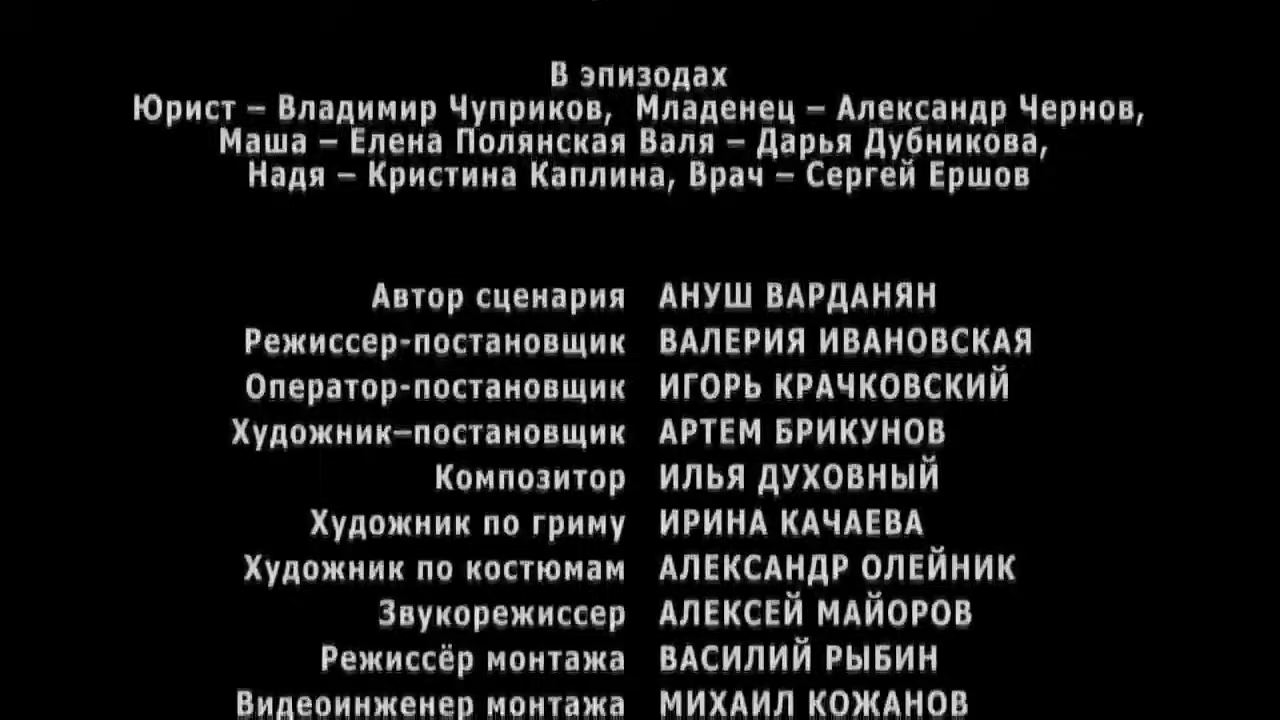 В эпизодах
Юрист – Владимир Чуприков, Младенец – Александр Чернов,
Маша – Елена Полянская Валя – Дарья Дубникова,
Надя – Кристина Каплина, Врач – Сергей Ершов
Автор сценария АНУШ ВАРДАНЯН
Режиссер-постановщик ВАЛЕРИЯ ИВАНОВСКАЯ
Оператор-постановщик ИГОРЬ КРАЧКОВСКИЙ
Художник–постановщик АРТЕМ БРИКУНОВ
Композитор ИЛЬЯ ДУХОВНЫЙ
Художник по гриму ИРИНА КАЧАЕВА
Художник по костюмам АЛЕКСАНДР ОЛЕЙНИК
Звукорежиссер АЛЕКСЕЙ МАЙОРОВ
Режиссёр монтажа ВАСИЛИЙ РЫБИН
Видеоинженер монтажа МИХАИЛ КОЖАНОВ